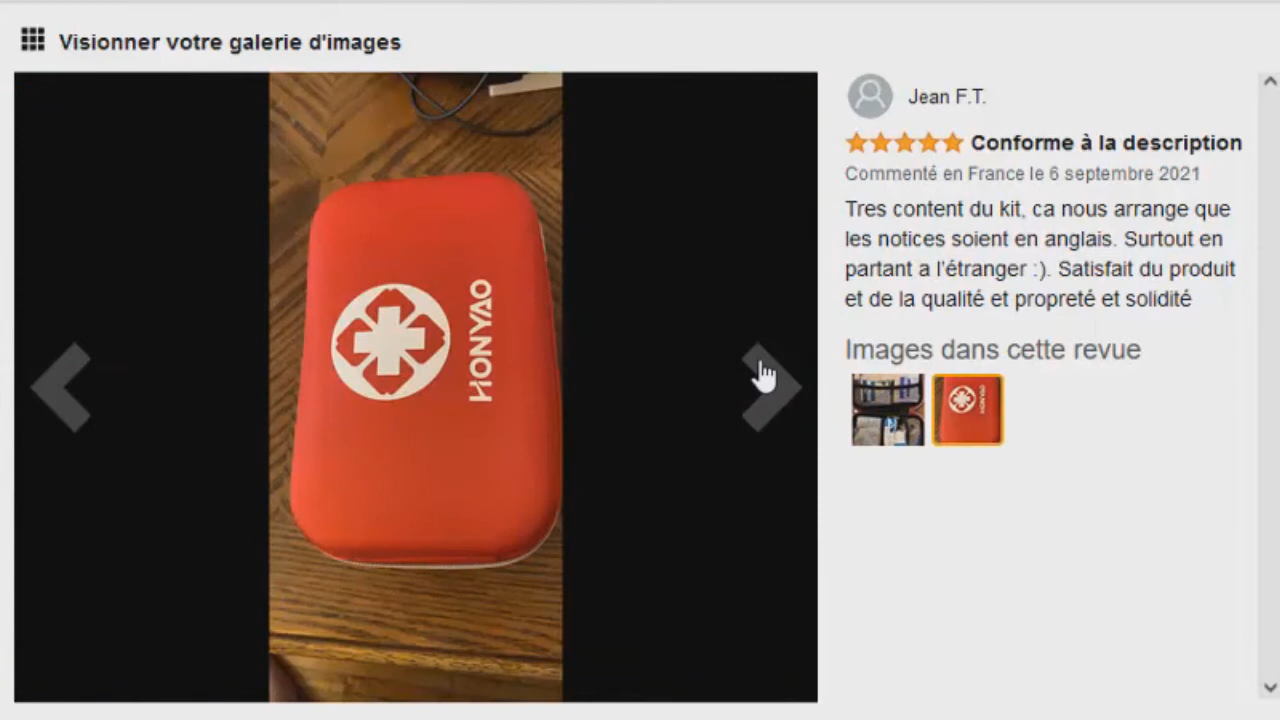 Visionner votre galerie d'images
HONYAO
Jean F.T.
Conforme à la description
Commenté en France le 6 septembre 2021
Tres content du kit, ca nous arrange que
les notices soient en anglais. Surtout en
partant a l'étranger :). Satisfait du produit
et de la qualité et propreté et solidité
Images dans cette revue